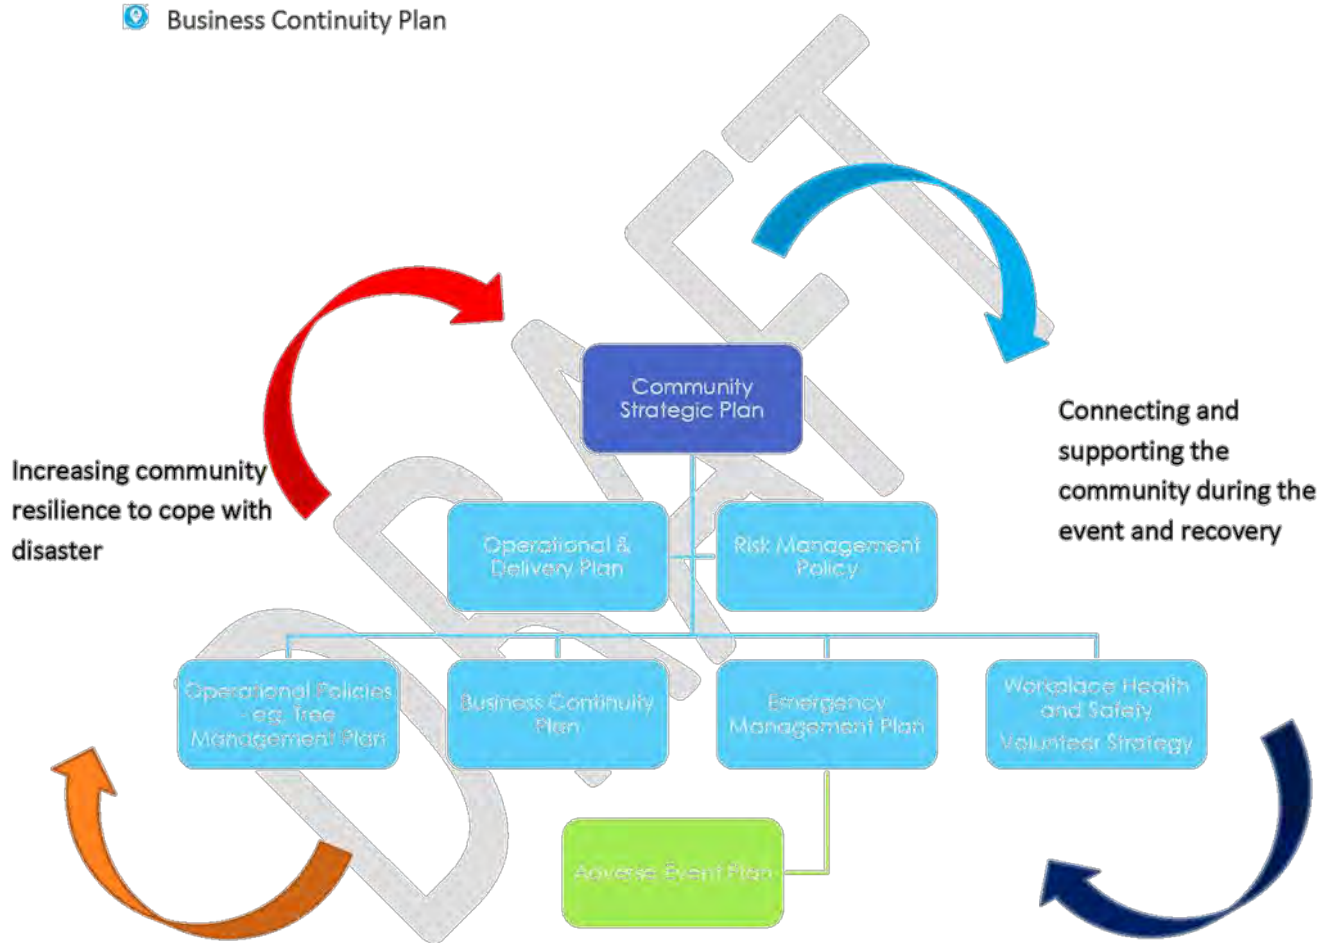 Business Continuity Plan
DRAFT
Community
Strategic Plan
Connecting and
supporting the
community during the
event and recovery
Increasing community
resilience to cope with
disaster
Operational &
Delivery Plan
Risk Management
Policy
Operational Policies
eg. Tree
Management Plan
Business Continuity
Plan
Emergency
Management Plan
Workplace Health
and Safety
Volunteer Strategy
Adverse Event Plan